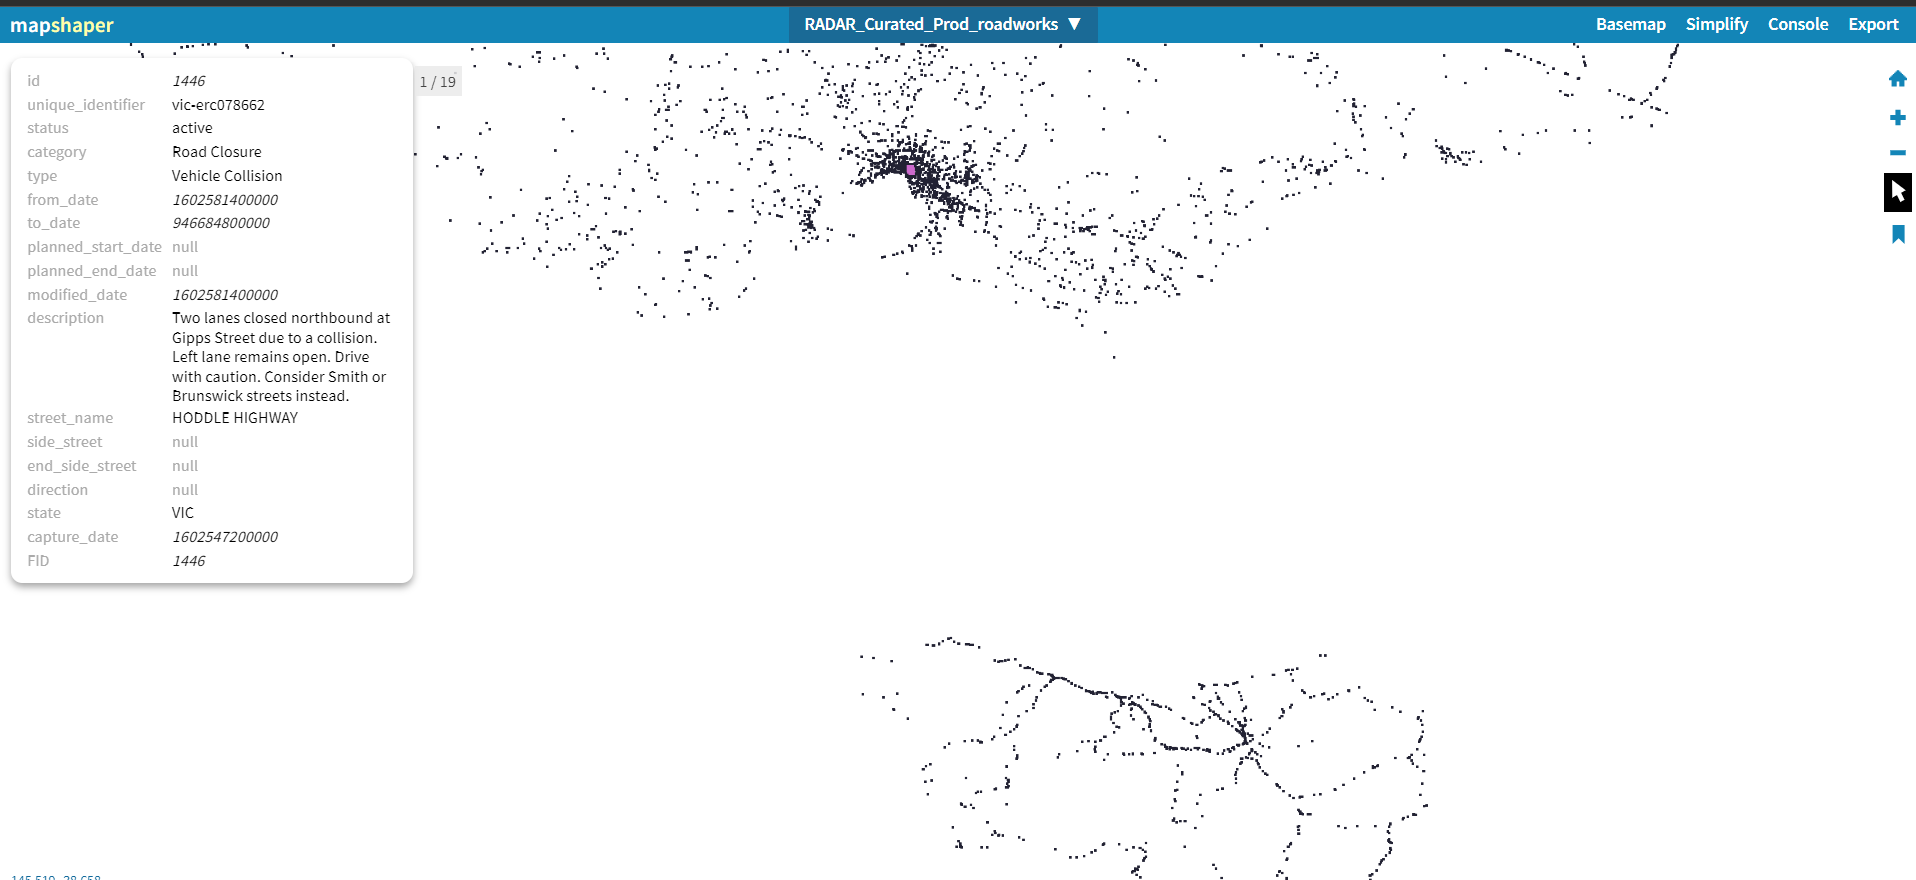 mapshaper
RADAR_Curated_Prod_roadworks ▼
Basemap Simplify Console Export
1 / 19
id 1446
unique_identifier vic-erc078662
status active
category Road Closure
type Vehicle Collision
from_date 1602581400000
to_date 946684800000
planned_start_date null
planned_end_date null
modified_date 1602581400000
description Two lanes closed northbound at
Gipps Street due to a collision.
Left lane remains open. Drive
with caution. Consider Smith or
Brunswick streets instead.
street_name HODDLE HIGHWAY
side_street null
end_side_street null
direction null
state VIC
capture_date 1602547200000
FID 1446